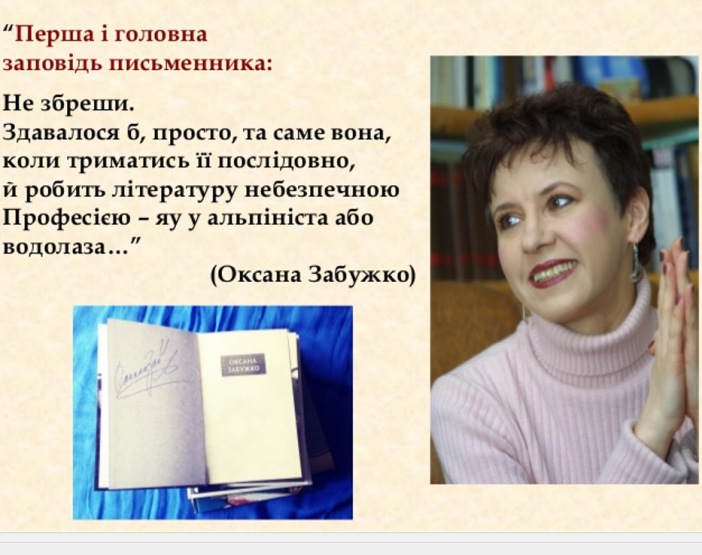 “Перша і головна
заповідь письменника:
Не збреши.
Здавалося б, просто, та саме вона,
коли триматись її послідовно,
й робить літературу небезпечною
Професією – яу у альпініста або
водолаза…”
(Оксана Забужко)
ОКСАНА
ЗАБУЖКО